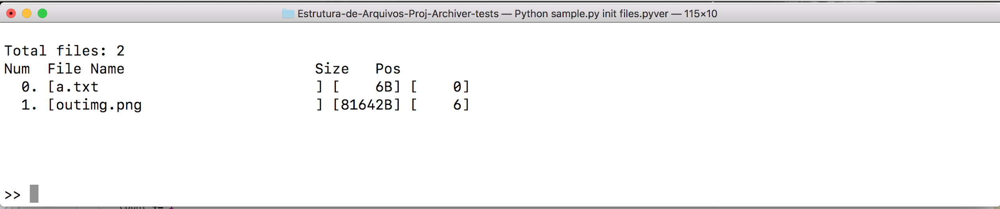 Estrutura-de-Arquivos-Proj-Archiver-tests — Python sample.py init files.pyver — 115×10
Total files: 2
Num  File Name                      Size   Pos
  0. [a.txt                         ] [    6B] [    0]
  1. [outimg.png                    ] [81642B] [    6]
>>